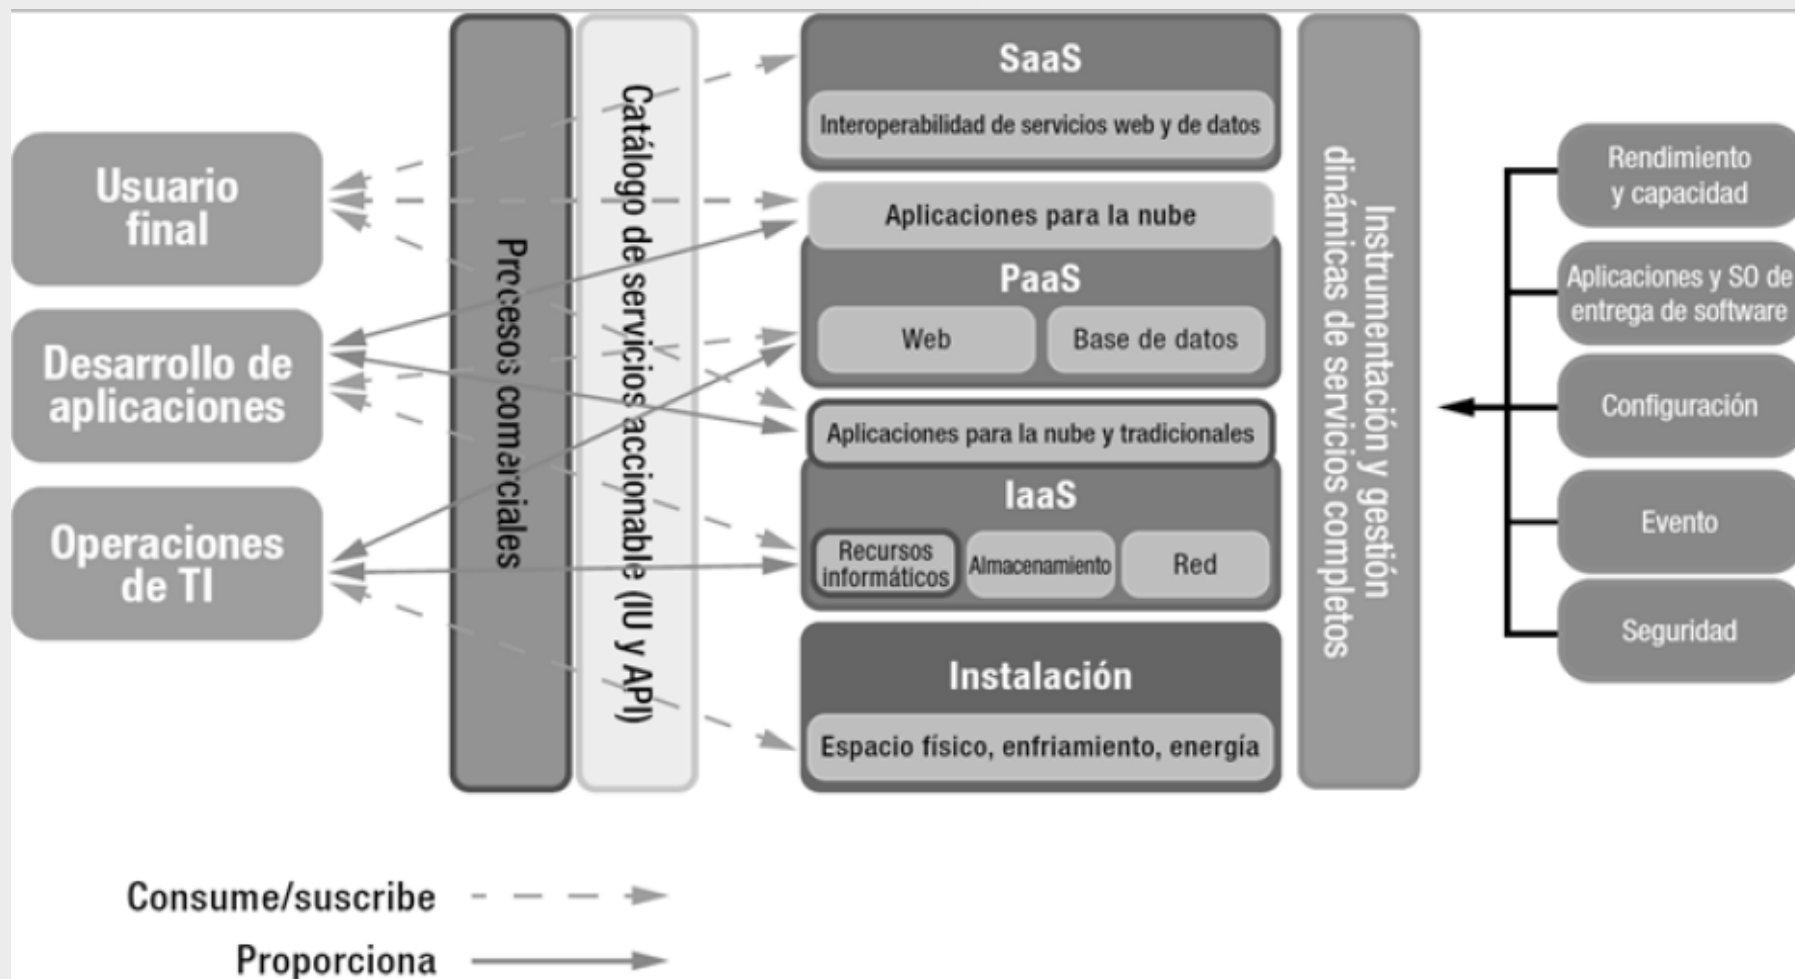 Usuario
final
Desarrollo de
aplicaciones
Operaciones
de TI
Procesos comerciales
Catálogo de servicios accionable (IU y API)
SaaS
Interoperabilidad de servicios web y de datos
Aplicaciones para la nube
PaaS
Web
Base de datos
Aplicaciones para la nube y tradicionales
IaaS
Recursos
informáticos
Almacenamiento
Red
Instalación
Espacio físico, enfriamiento, energía
Instrumentación y gestión
dinámicas de servicios completos
Rendimiento
y capacidad
Aplicaciones y SO de
entrega de software
Configuración
Evento
Seguridad
Consume/suscribe
Proporciona